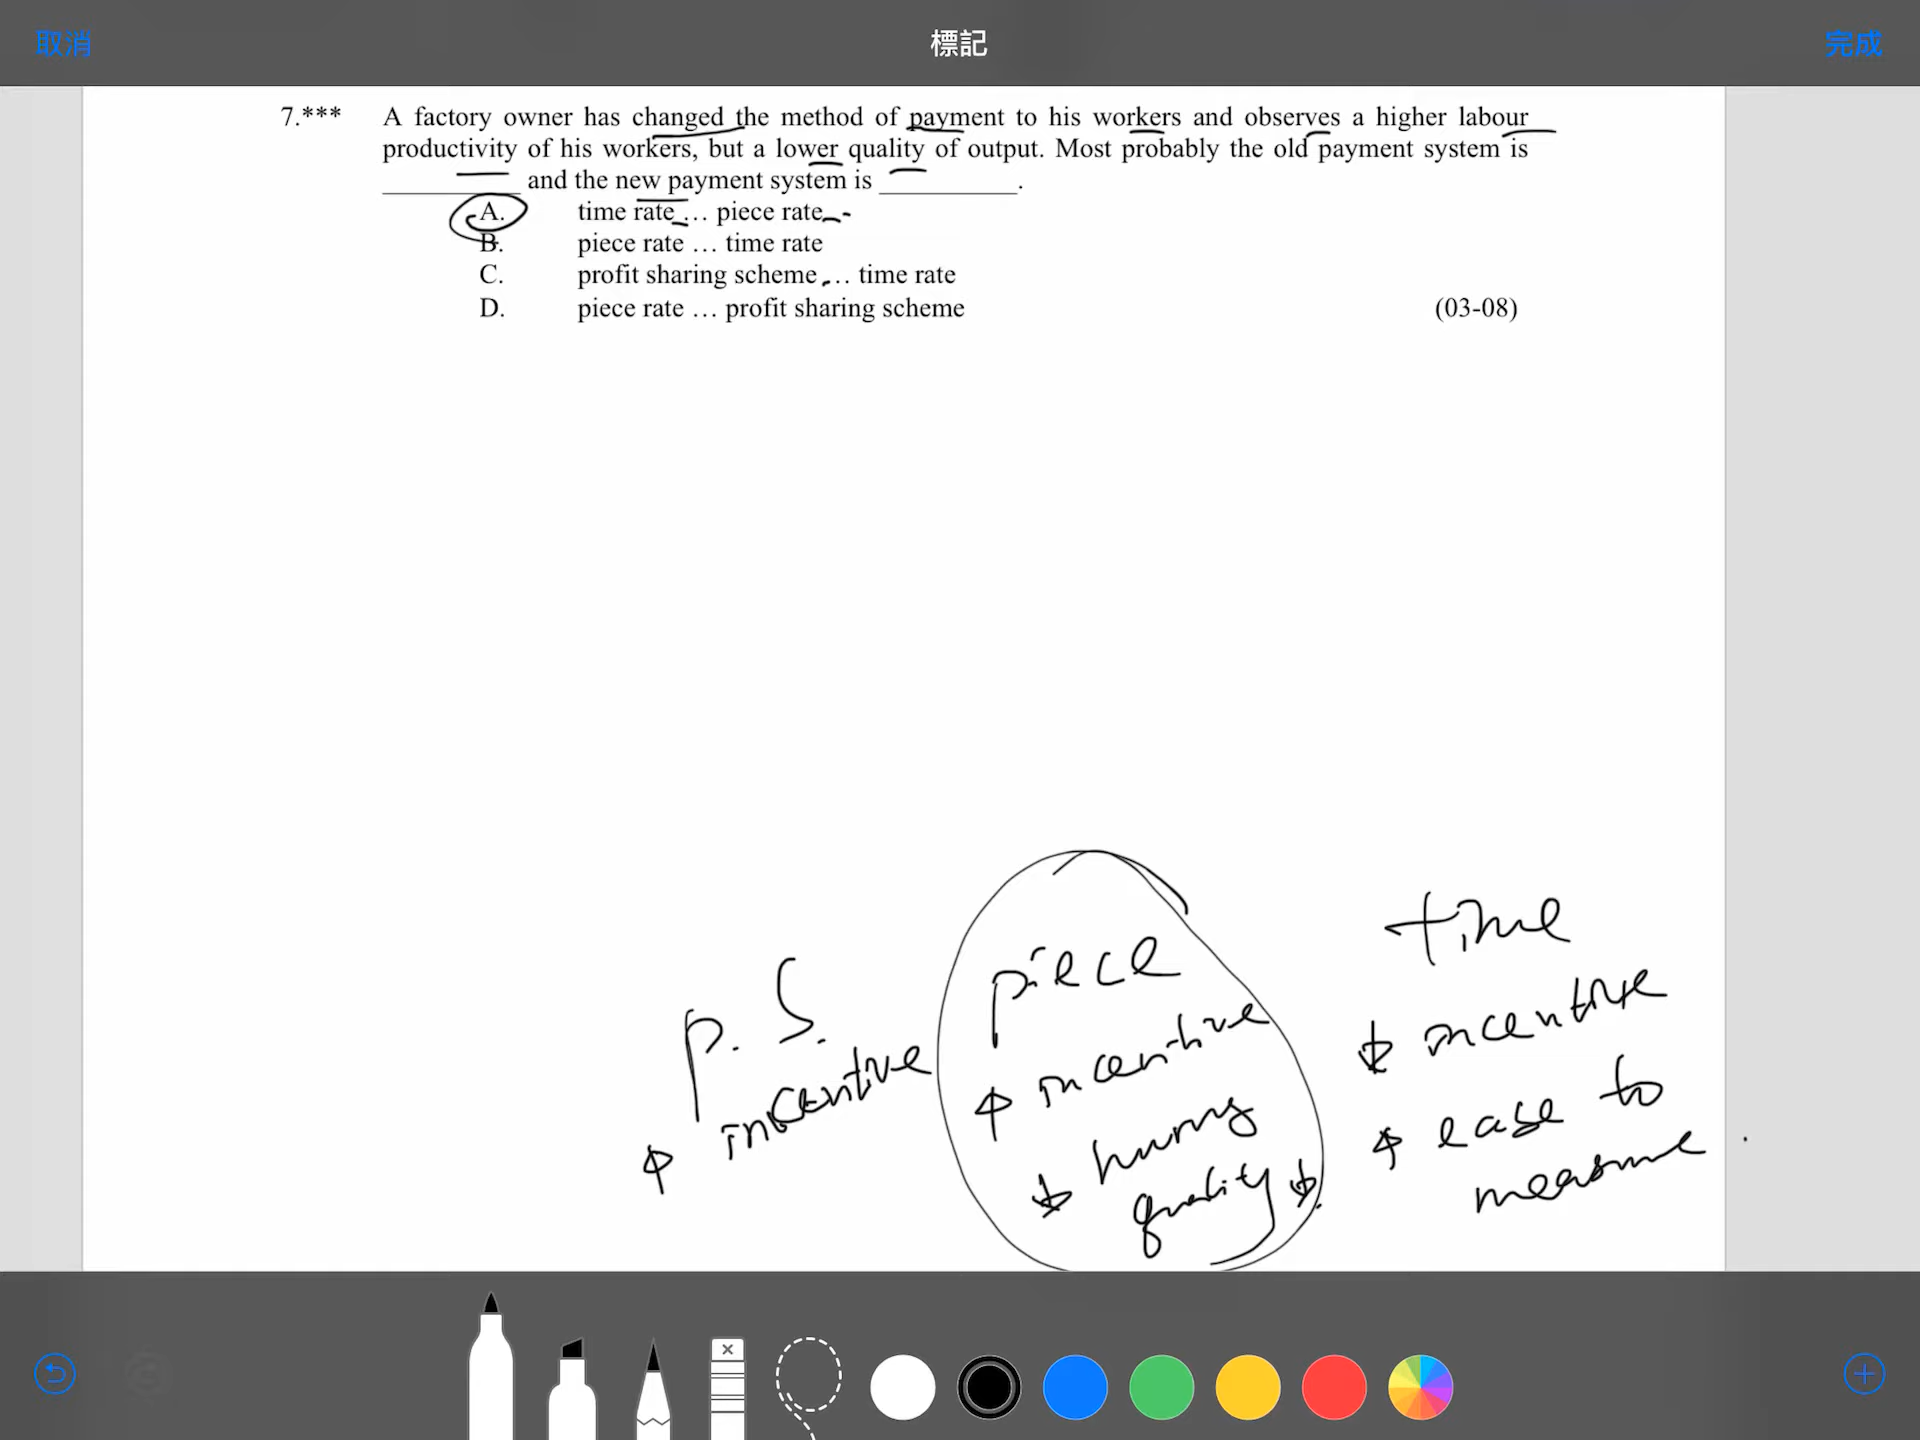 取消
標記
完成
7.*** A factory owner has changed the method of payment to his workers and observes a higher labour
productivity of his workers, but a lower quality of output. Most probably the old payment system is
__________ and the new payment system is __________.
A. time rate … piece rate
B. piece rate … time rate
C. profit sharing scheme … time rate
D. piece rate … profit sharing scheme (03-08)
P. S.
↑ incentive
piece
↑ incentive
↓ hurry
quality ↓
time
↓ incentive
↑ ease to
measure